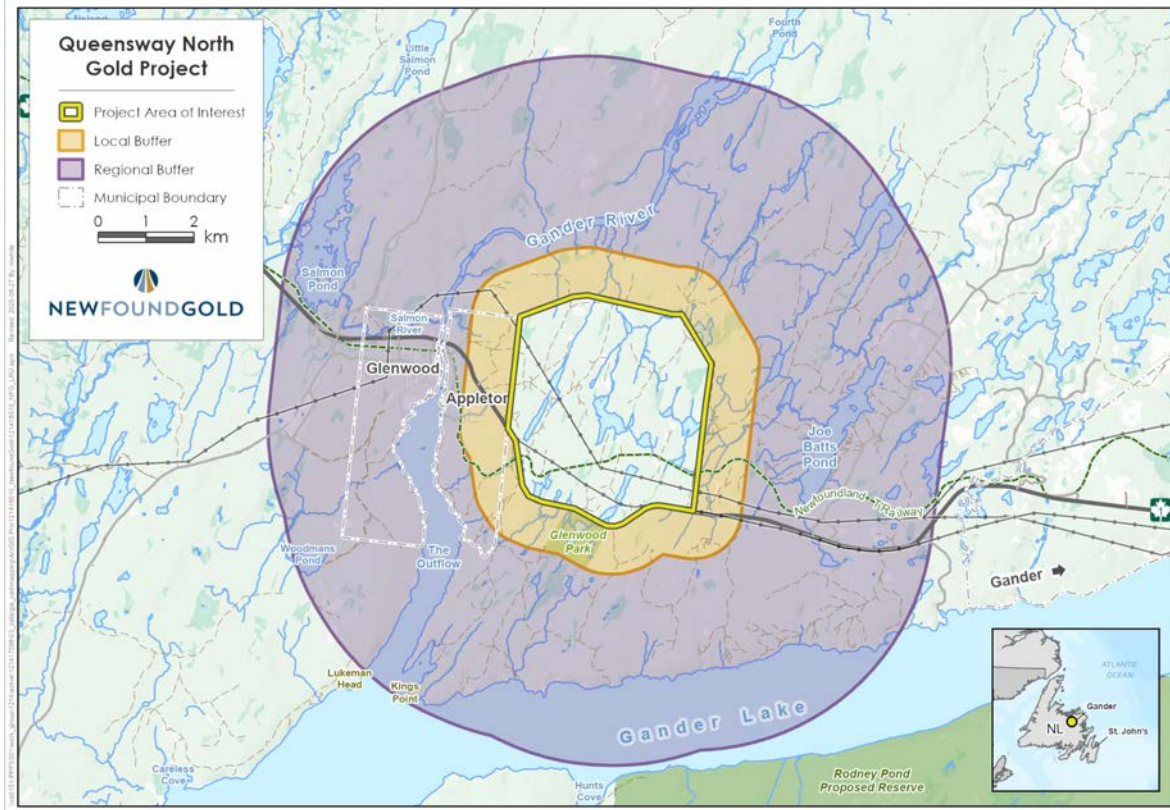 Queensway North
Gold Project
Project Area of Interest
Local Buffer
Regional Buffer
Municipal Boundary
0 1 2
km
NEWFOUNDGOLD
Little
Salmon
Pond
Fourth
Pond
Gander River
Salmon
Pond
Salmon
River
Glenwood
Appleton
Joe
Batts
Pond
Newfoundland T'Railway
Glenwood
Park
Woodmans
Pond
The
Outflow
Gander
Lukeman
Head
Kings
Point
Gander Lake
Careless
Cove
Hunts
Cove
Rodney Pond
Proposed Reserve
ATLANTIC
OCEAN
Gander
NL
St. John's